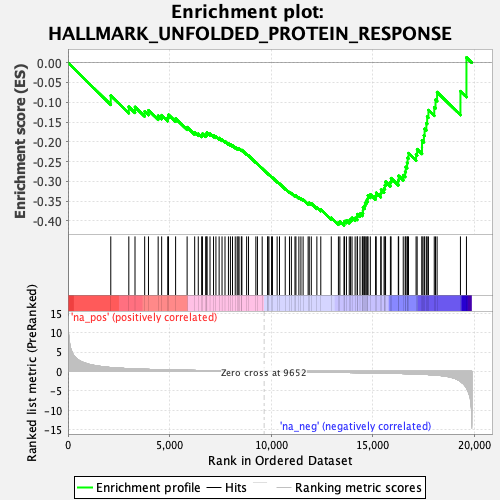 Enrichment plot:
HALLMARK_UNFOLDED_PROTEIN_RESPONSE
Enrichment score (ES)
0.00
-0.05
-0.10
-0.15
-0.20
-0.25
-0.30
-0.35
-0.40
'na_pos' (positively correlated)
Ranked list metric (PreRanked)
15
10
5
0
-5
-10
-15
Zero cross at 9652
'na_neg' (negatively correlated)
0
5,000
10,000
15,000
20,000
Rank in Ordered Dataset
Enrichment profile
Hits
Ranking metric scores